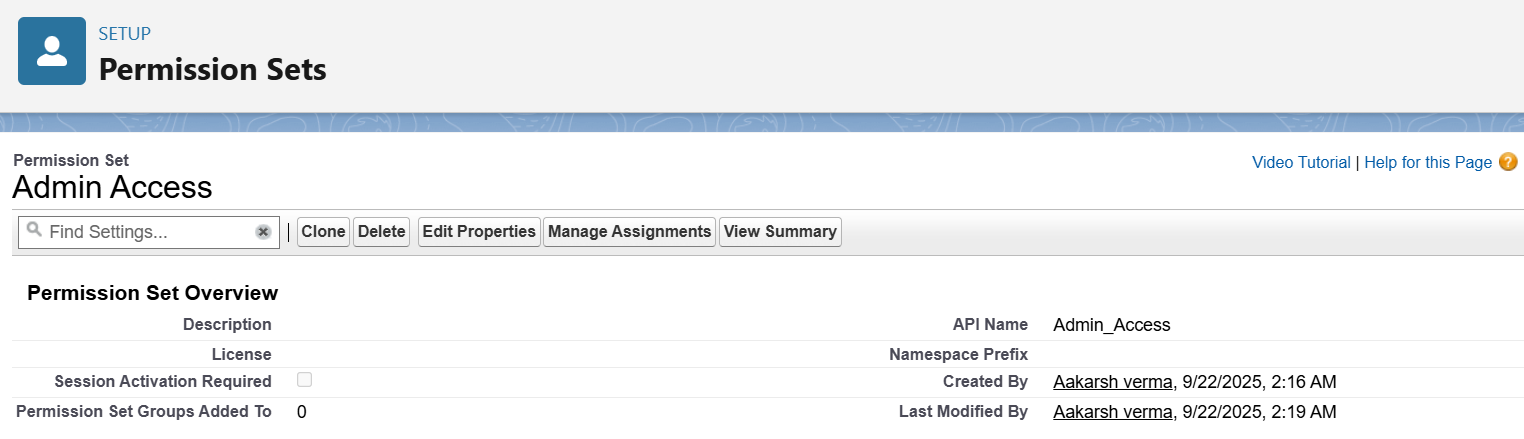 SETUP
Permission Sets
Permission Set
Admin Access
Video Tutorial | Help for this Page ?
Find Settings... Clone Delete Edit Properties Manage Assignments View Summary
Permission Set Overview
Description API Name Admin_Access
License Namespace Prefix
Session Activation Required Created By Aakarsh verma, 9/22/2025, 2:16 AM
Permission Set Groups Added To 0 Last Modified By Aakarsh verma, 9/22/2025, 2:19 AM